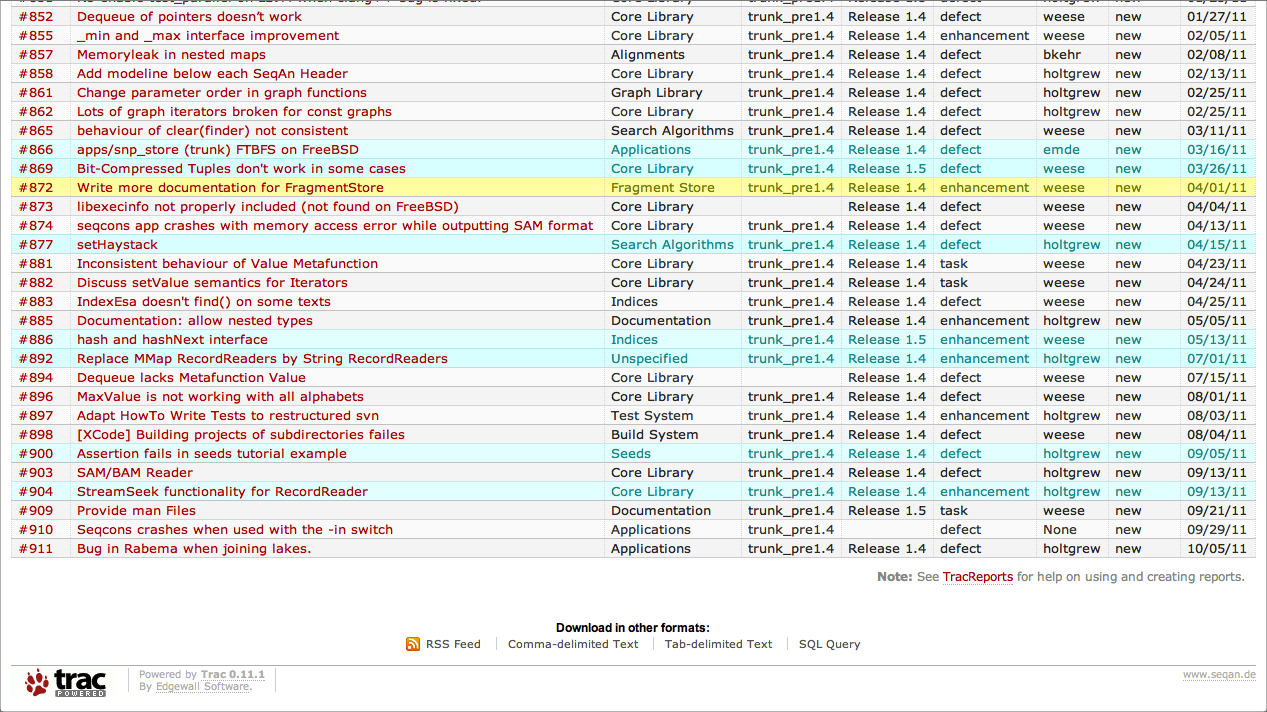 #852 Dequeue of pointers doesn’t work Core Library trunk_pre1.4 Release 1.4 defect weese new 01/27/11
#855 _min and _max interface improvement Core Library trunk_pre1.4 Release 1.4 enhancement weese new 02/05/11
#857 Memoryleak in nested maps Alignments trunk_pre1.4 Release 1.4 defect bkehr new 02/08/11
#858 Add modeline below each SeqAn Header Core Library trunk_pre1.4 Release 1.4 defect holtgrew new 02/13/11
#861 Change parameter order in graph functions Graph Library trunk_pre1.4 Release 1.4 defect holtgrew new 02/25/11
#862 Lots of graph iterators broken for const graphs Core Library trunk_pre1.4 Release 1.4 defect holtgrew new 02/25/11
#865 behaviour of clear(finder) not consistent Search Algorithms trunk_pre1.4 Release 1.4 defect weese new 03/11/11
#866 apps/snp_store (trunk) FTBFS on FreeBSD Applications trunk_pre1.4 Release 1.4 defect emde new 03/16/11
#869 Bit-Compressed Tuples don't work in some cases Core Library trunk_pre1.4 Release 1.5 defect weese new 03/26/11
#872 Write more documentation for FragmentStore Fragment Store trunk_pre1.4 Release 1.4 enhancement weese new 04/01/11
#873 libexecinfo not properly included (not found on FreeBSD) Core Library Release 1.4 defect weese new 04/04/11
#874 seqcons app crashes with memory access error while outputting SAM format Core Library trunk_pre1.4 Release 1.4 defect weese new 04/13/11
#877 setHaystack Search Algorithms trunk_pre1.4 Release 1.4 defect holtgrew new 04/15/11
#881 Inconsistent behaviour of Value Metafunction Core Library trunk_pre1.4 Release 1.4 task weese new 04/23/11
#882 Discuss setValue semantics for Iterators Core Library trunk_pre1.4 Release 1.4 task weese new 04/24/11
#883 IndexEsa doesn't find() on some texts Indices trunk_pre1.4 Release 1.4 defect weese new 04/25/11
#885 Documentation: allow nested types Documentation trunk_pre1.4 Release 1.4 enhancement holtgrew new 05/05/11
#886 hash and hashNext interface Indices trunk_pre1.4 Release 1.5 enhancement weese new 05/13/11
#892 Replace MMap RecordReaders by String RecordReaders Unspecified trunk_pre1.4 Release 1.4 enhancement holtgrew new 07/01/11
#894 Dequeue lacks Metafunction Value Core Library Release 1.4 defect weese new 07/15/11
#896 MaxValue is not working with all alphabets Core Library trunk_pre1.4 Release 1.4 defect weese new 08/01/11
#897 Adapt HowTo Write Tests to restructured svn Test System trunk_pre1.4 Release 1.4 enhancement holtgrew new 08/03/11
#898 [XCode] Building projects of subdirectories failes Build System trunk_pre1.4 Release 1.4 defect weese new 08/04/11
#900 Assertion fails in seeds tutorial example Seeds trunk_pre1.4 Release 1.4 defect holtgrew new 09/05/11
#903 SAM/BAM Reader Core Library trunk_pre1.4 Release 1.4 defect holtgrew new 09/13/11
#904 StreamSeek functionality for RecordReader Core Library trunk_pre1.4 Release 1.4 enhancement holtgrew new 09/13/11
#909 Provide man Files Documentation trunk_pre1.4 Release 1.5 task weese new 09/21/11
#910 Seqcons crashes when used with the -in switch Applications trunk_pre1.4 defect None new 09/29/11
#911 Bug in Rabema when joining lakes. Applications trunk_pre1.4 Release 1.4 defect holtgrew new 10/05/11
Note: See TracReports for help on using and creating reports.
Download in other formats:
RSS Feed Comma-delimited Text Tab-delimited Text SQL Query
trac POWERED
Powered by Trac 0.11.1
By Edgewall Software.
www.seqan.de